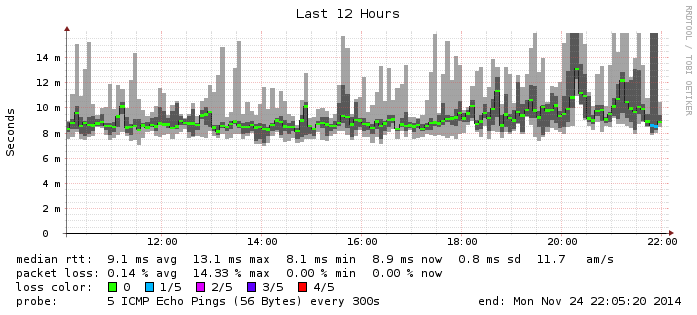 Last 12 Hours
RRDTOOL / TOBI OETIKER
Seconds
14 m
12 m
10 m
8 m
6 m
4 m
2 m
0
12:00 14:00 16:00 18:00 20:00 22:00
median rtt: 9.1 ms avg 13.1 ms max 8.1 ms min 8.9 ms now 0.8 ms sd 11.7 am/s
packet loss: 0.14 % avg 14.33 % max 0.00 % min 0.00 % now
loss color: 0 1/5 2/5 3/5 4/5
probe: 5 ICMP Echo Pings (56 Bytes) every 300s end: Mon Nov 24 22:05:20 2014